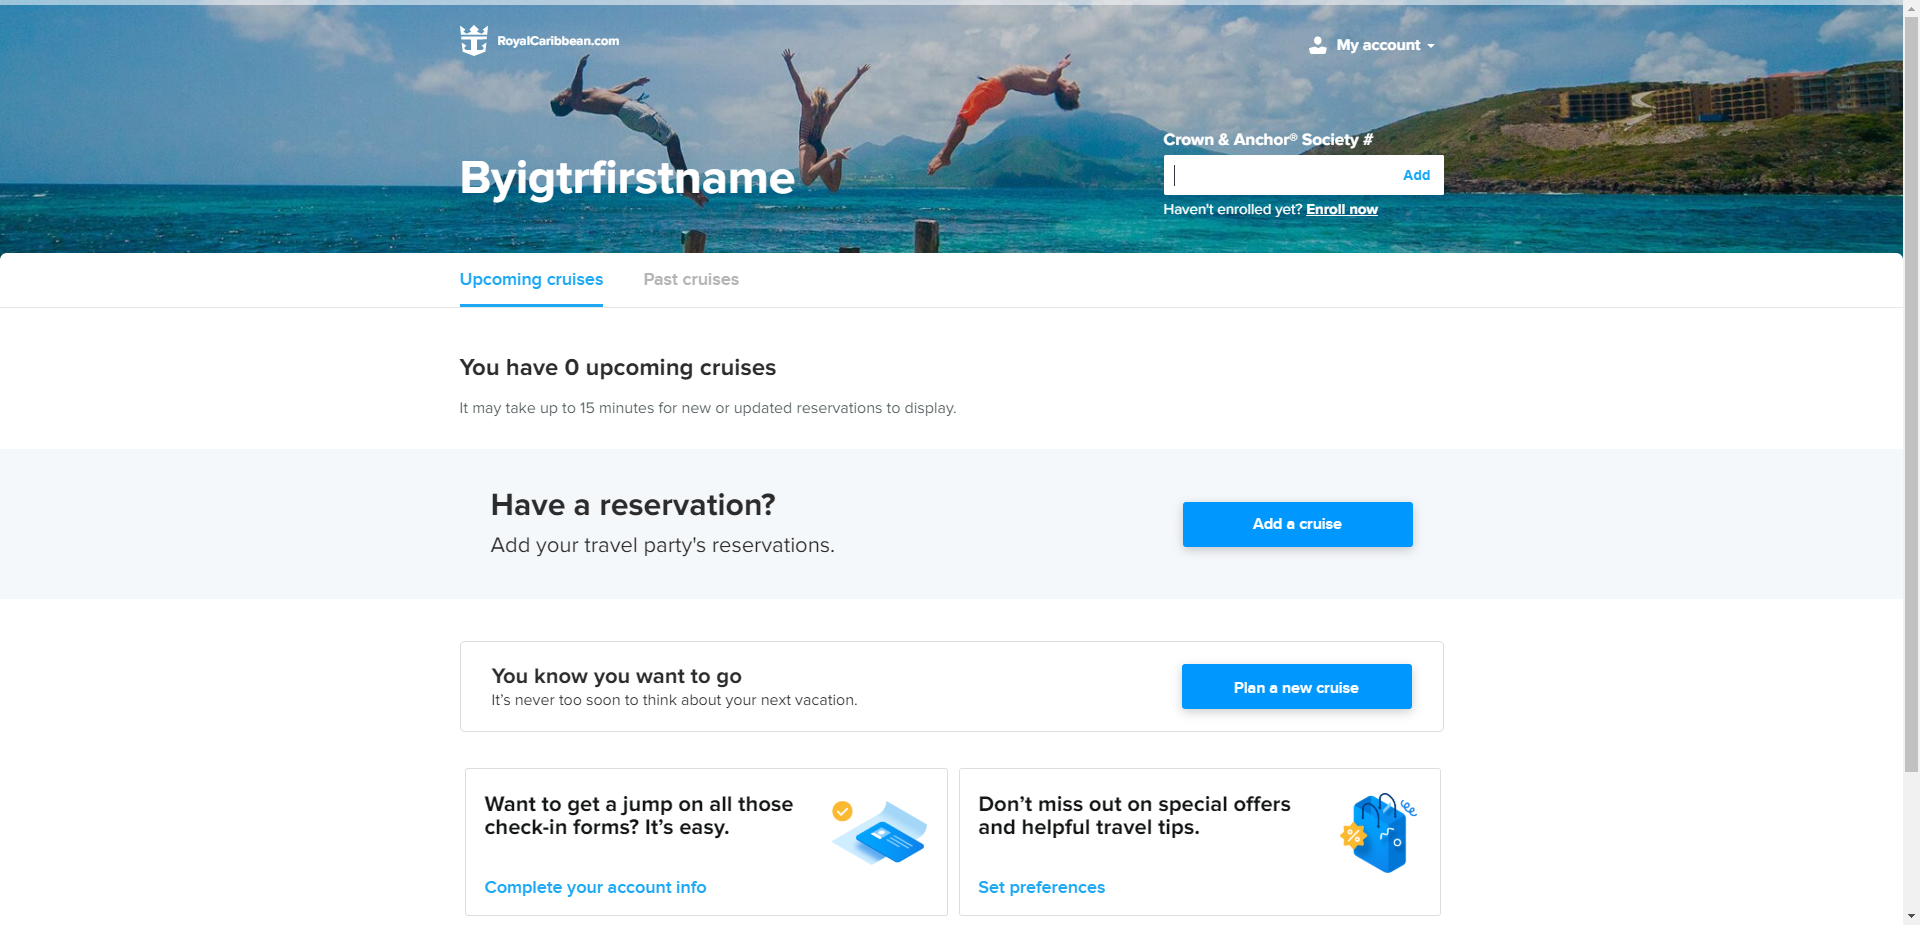 RoyalCaribbean.com
My account
Crown & Anchor® Society #
Byigtrfirstname
Add
Haven't enrolled yet? Enroll now
Upcoming cruises
Past cruises
You have 0 upcoming cruises
It may take up to 15 minutes for new or updated reservations to display.
Have a reservation?
Add your travel party's reservations.
Add a cruise
You know you want to go
It’s never too soon to think about your next vacation.
Plan a new cruise
Want to get a jump on all those
check-in forms? It’s easy.
Complete your account info
Don’t miss out on special offers
and helpful travel tips.
Set preferences